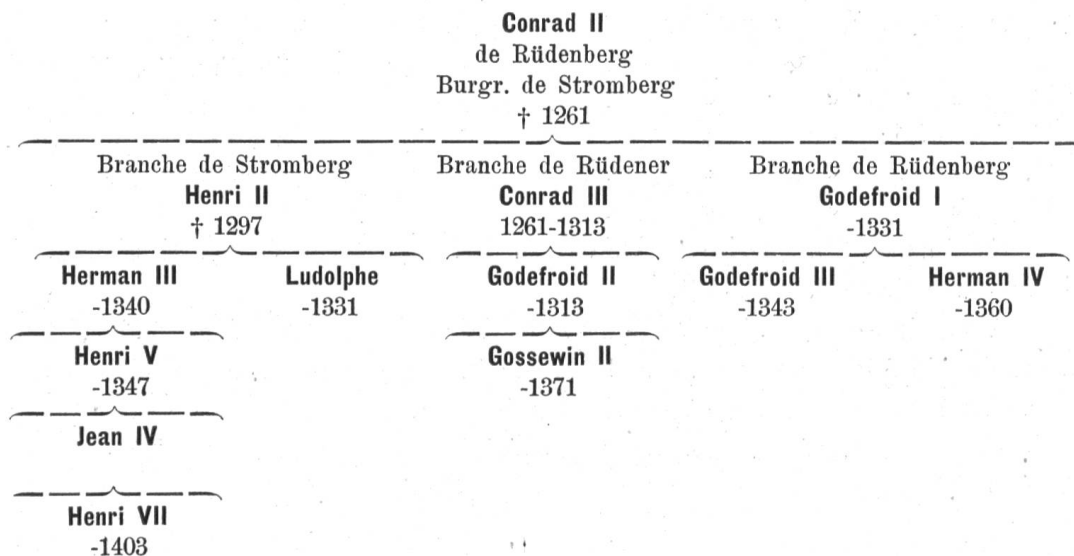 Conrad II
de Rüdenberg
Burgr. de Stromberg
† 1261
Branche de Stromberg Branche de Rüdener Branche de Rüdenberg
Henri II Conrad III Godefroid I
† 1297 1261-1313 -1331
Herman III Ludolphe Godefroid II Godefroid III Herman IV
-1340 -1331 -1313 -1343 -1360
Henri V Gossewin II
-1347 -1371
Jean IV
Henri VII
-1403